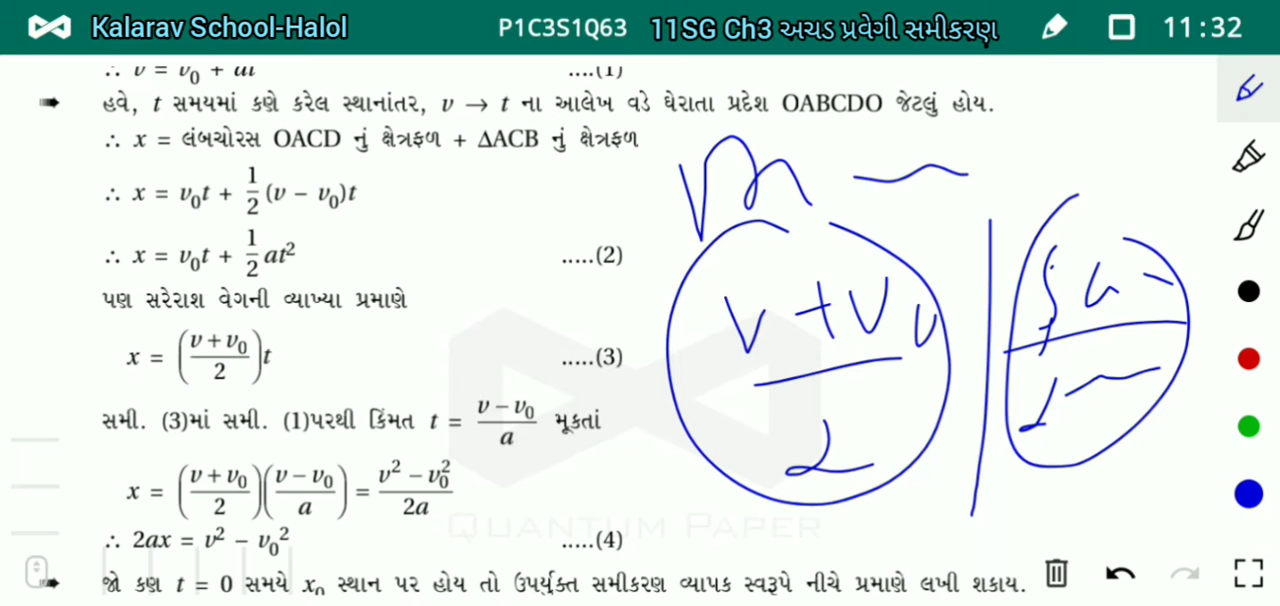 Kalarav School-Halol P1C3S1Q63 11SG Ch3 અચડ પ્રવેગી સમીકરણ 11:32
∴ v = v₀ + at ....(1)
➠ હવે, t સમયમાં કણે કરેલ સ્થાનાંતર, v → t ના આલેખ વડે ઘેરાતા પ્રદેશ OABCDO જેટલું હોય.
∴ x = લંબચોરસ OACD નું ક્ષેત્રફળ + ΔACB નું ક્ષેત્રફળ
∴ x = v₀t + 1/2 (v − v₀)t
∴ x = v₀t + 1/2 at² .....(2)
પણ સરેરાશ વેગની વ્યાખ્યા પ્રમાણે
x = ((v + v₀)/2)t .....(3)
સમી. (3)માં સમી. (1)પરથી કિંમત t = (v − v₀)/a મૂકતાં
x = ((v + v₀)/2)((v − v₀)/a) = (v² − v₀²)/2a
∴ 2ax = v² − v₀² .....(4)
➠ જો કણ t = 0 સમયે x₀ સ્થાન પર હોય તો ઉપર્યુક્ત સમીકરણ વ્યાપક સ્વરૂપે નીચે પ્રમાણે લખી શકાય.
QUANTUM PAPER
v + v₀
2